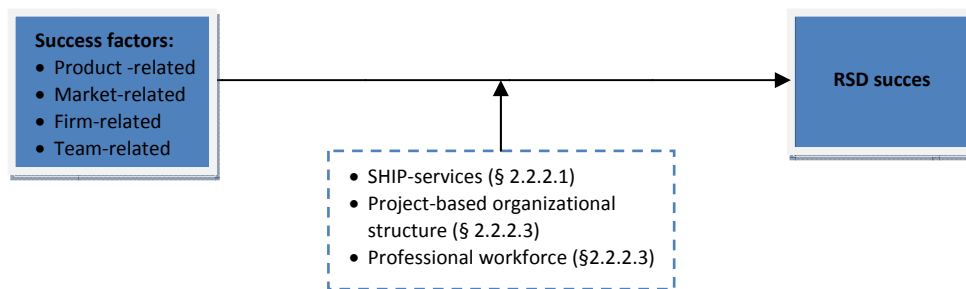 Success factors:
• Product -related
• Market-related
• Firm-related
• Team-related
RSD succes
• SHIP-services (§ 2.2.2.1)
• Project-based organizational
structure (§ 2.2.2.3)
• Professional workforce (§2.2.2.3)